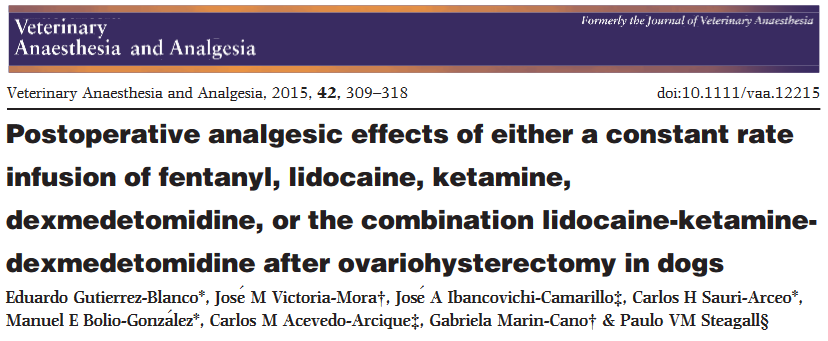 Veterinary
Anaesthesia and Analgesia
Formerly the Journal of Veterinary Anaesthesia
Veterinary Anaesthesia and Analgesia, 2015, 42, 309–318
doi:10.1111/vaa.12215
Postoperative analgesic effects of either a constant rate
infusion of fentanyl, lidocaine, ketamine,
dexmedetomidine, or the combination lidocaine-ketamine-
dexmedetomidine after ovariohysterectomy in dogs
Eduardo Gutierrez-Blanco*, José M Victoria-Mora†, José A Ibancovichi-Camarillo‡, Carlos H Sauri-Arceo*,
Manuel E Bolio-González*, Carlos M Acevedo-Arcique‡, Gabriela Marin-Cano† & Paulo VM Steagall§